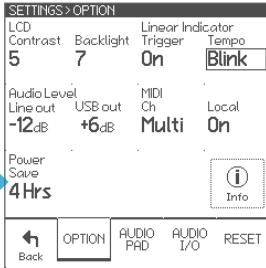 SETTINGS>OPTION
LCD Linear Indicator
Contrast Backlight Trigger Tempo
5 7 On Blink
Audio Level MIDI
Line out USB out Ch Local
-12dB +6dB Multi On
Power
Save
4 Hrs
Info
Back OPTION AUDIO PAD AUDIO I/O RESET